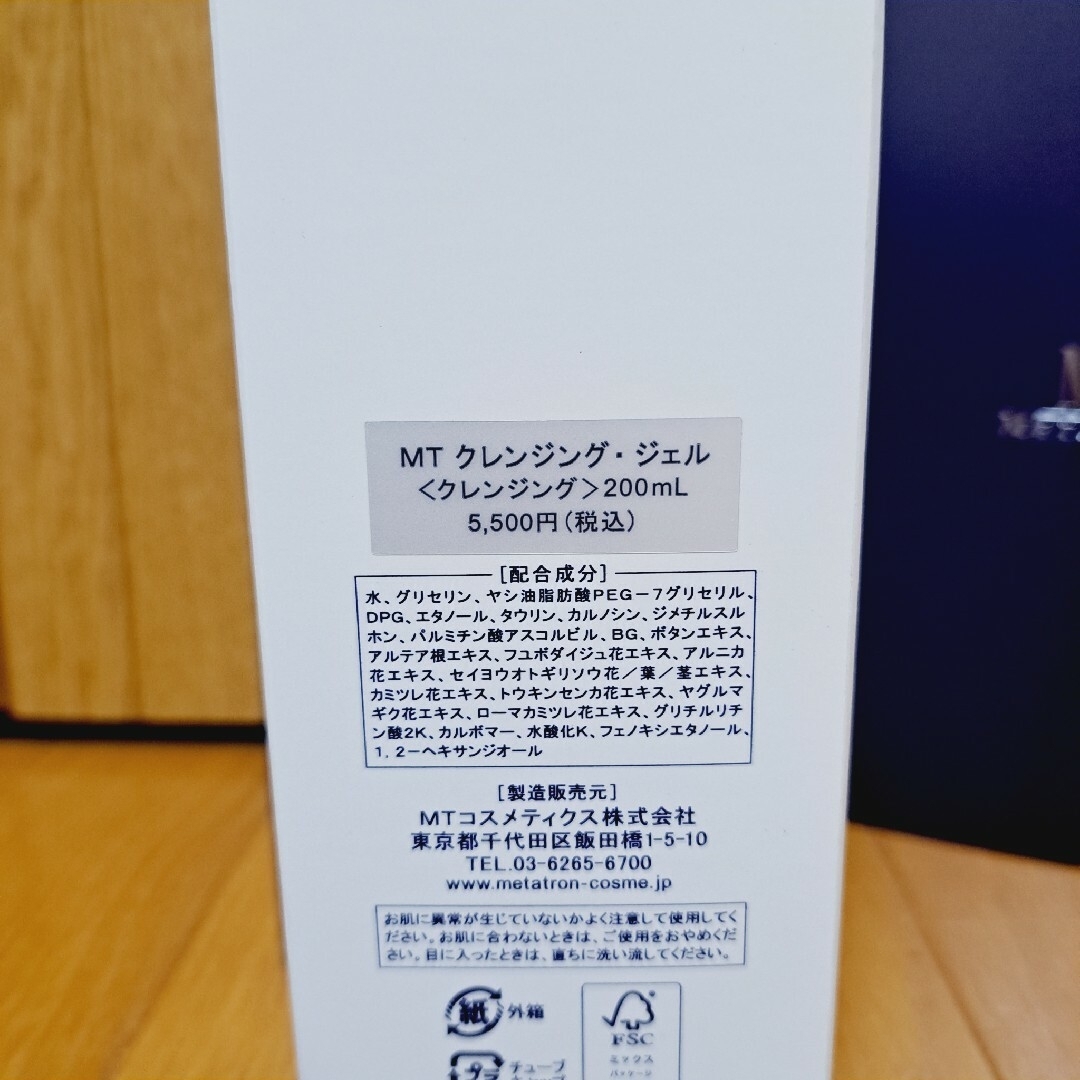 MT クレンジング・ジェル
<クレンジング>200mL
5,500円(税込)
[配合成分]
水、グリセリン、ヤシ油脂肪酸PEG-7グリセリル、
DPG、エタノール、タウリン、カルノシン、ジメチルスル
ホン、パルミチン酸アスコルビル、BG、ボタンエキス、
アルテア根エキス、フユボダイジュ花エキス、アルニカ
花エキス、セイヨウオトギリソウ花/葉/茎エキス、
カミツレ花エキス、トウキンセンカ花エキス、ヤグルマ
ギク花エキス、ローマカミツレ花エキス、グリチルリチ
ン酸2K、カルボマー、水酸化K、フェノキシエタノール、
1,2-ヘキサンジオール
[製造販売元]
MTコスメティクス株式会社
東京都千代田区飯田橋1-5-10
TEL.03-6265-6700
www.metatron-cosme.jp
お肌に異常が生じていないかよく注意して使用してく
ださい。お肌に合わないときは、ご使用をおやめくだ
さい。目に入ったときは、直ちに洗い流してください。
紙 外箱
FSC
ミックス
パッケージ
プラ チューブ